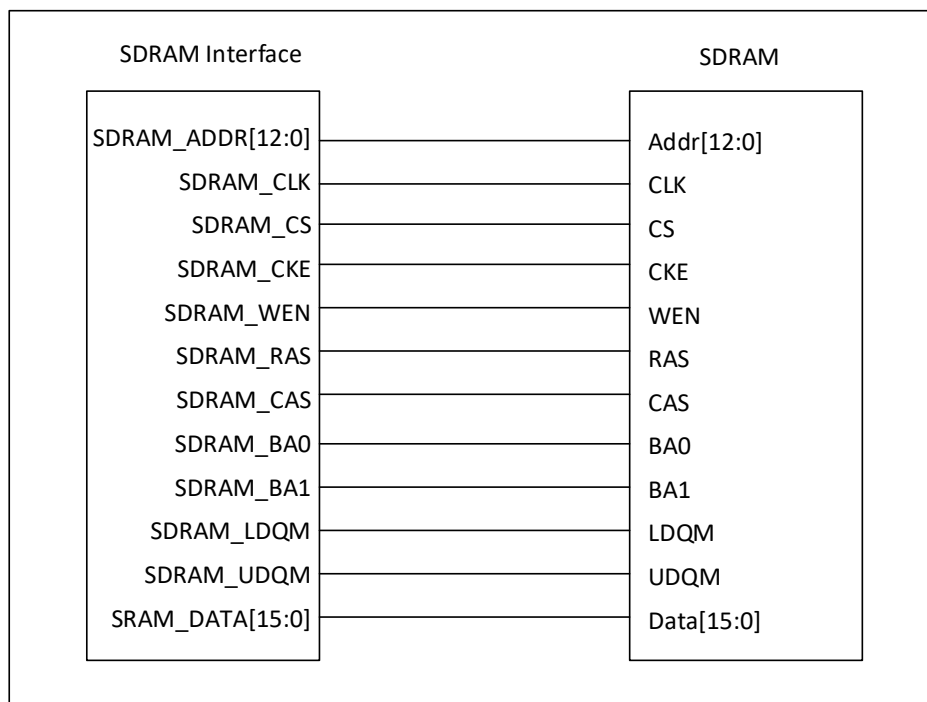 SDRAM Interface
SDRAM
SDRAM_ADDR[12:0]
Addr[12:0]
SDRAM_CLK
CLK
SDRAM_CS
CS
SDRAM_CKE
CKE
SDRAM_WEN
WEN
SDRAM_RAS
RAS
SDRAM_CAS
CAS
SDRAM_BA0
BA0
SDRAM_BA1
BA1
SDRAM_LDQM
LDQM
SDRAM_UDQM
UDQM
SRAM_DATA[15:0]
Data[15:0]